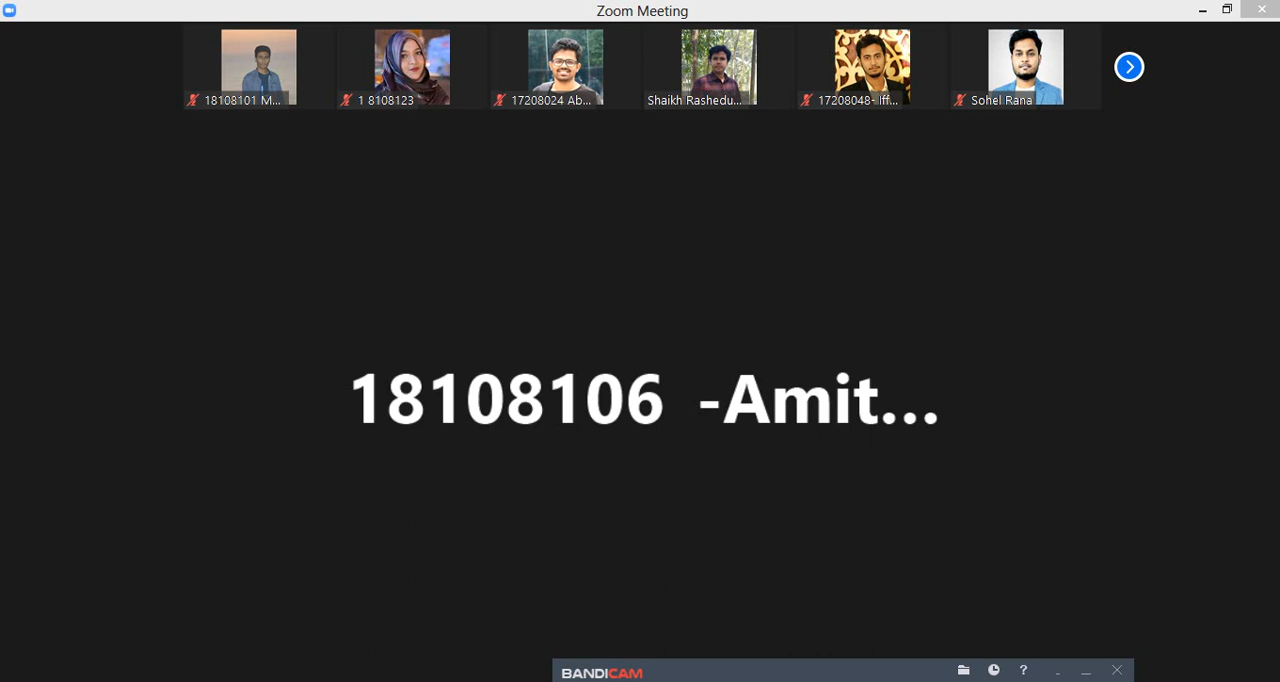 Zoom Meeting
18108101 M...
1 8108123
17208024 Ab...
Shaikh Rashedu...
17208048- Iff...
Sohel Rana
18108106 -Amit...
BANDICAM
?